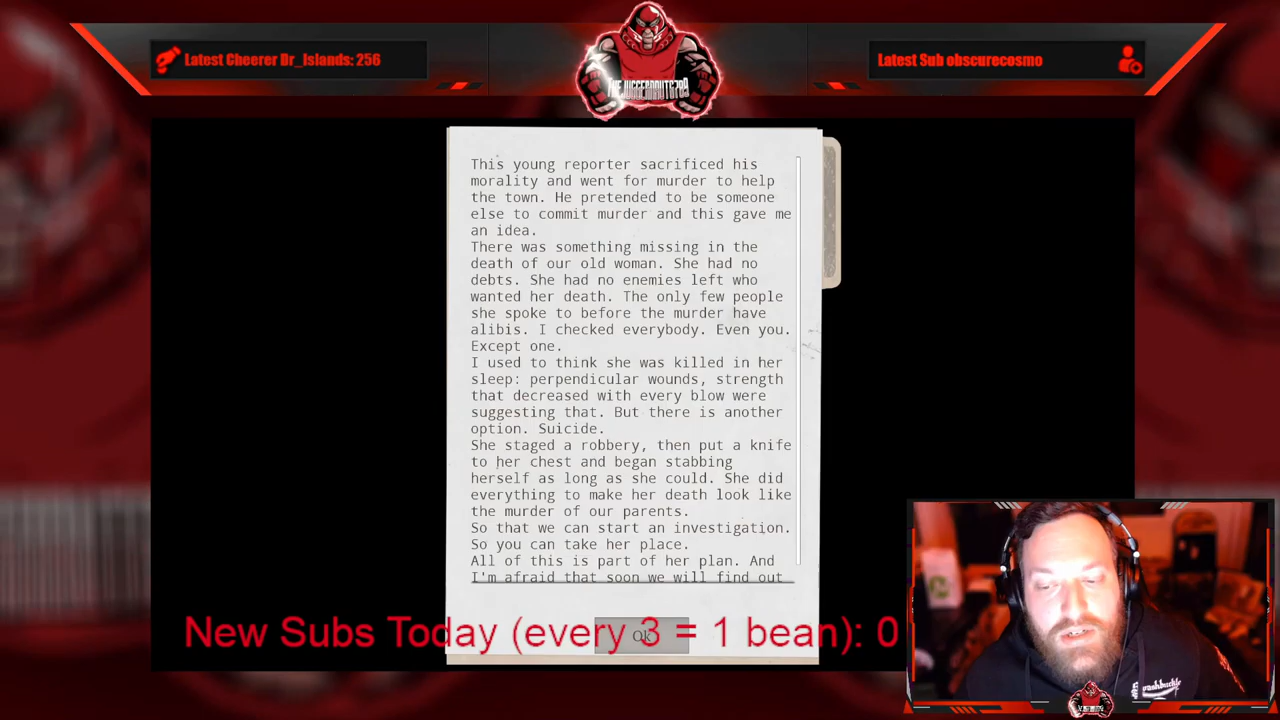 Latest Cheerer Dr_Islands: 256
THEJUGGERNAUT6789
Latest Sub obscurecosmo
This young reporter sacrificed his
morality and went for murder to help
the town. He pretended to be someone
else to commit murder and this gave me
an idea.
There was something missing in the
death of our old woman. She had no
debts. She had no enemies left who
wanted her death. The only few people
she spoke to before the murder have
alibis. I checked everybody. Even you.
Except one.
I used to think she was killed in her
sleep: perpendicular wounds, strength
that decreased with every blow were
suggesting that. But there is another
option. Suicide.
She staged a robbery, then put a knife
to her chest and began stabbing
herself as long as she could. She did
everything to make her death look like
the murder of our parents.
So that we can start an investigation.
So you can take her place.
All of this is part of her plan. And
I'm afraid that soon we will find out
Ok
New Subs Today (every 3 = 1 bean): 0